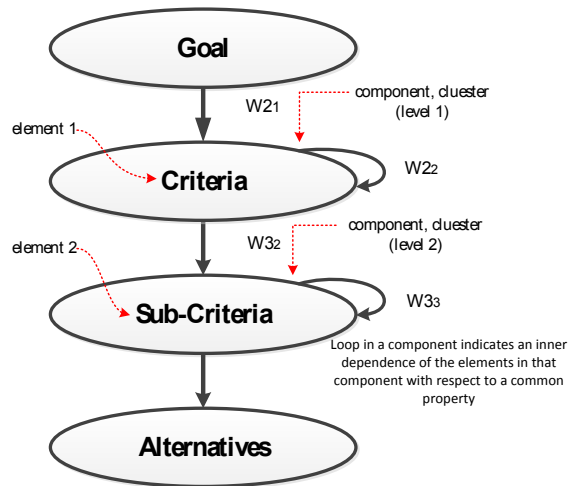 Goal
W21
component, cluester
(level 1)
element 1
Criteria
W22
W32
component, cluester
(level 2)
element 2
Sub-Criteria
W33
Loop in a component indicates an inner
dependence of the elements in that
component with respect to a common
property
Alternatives